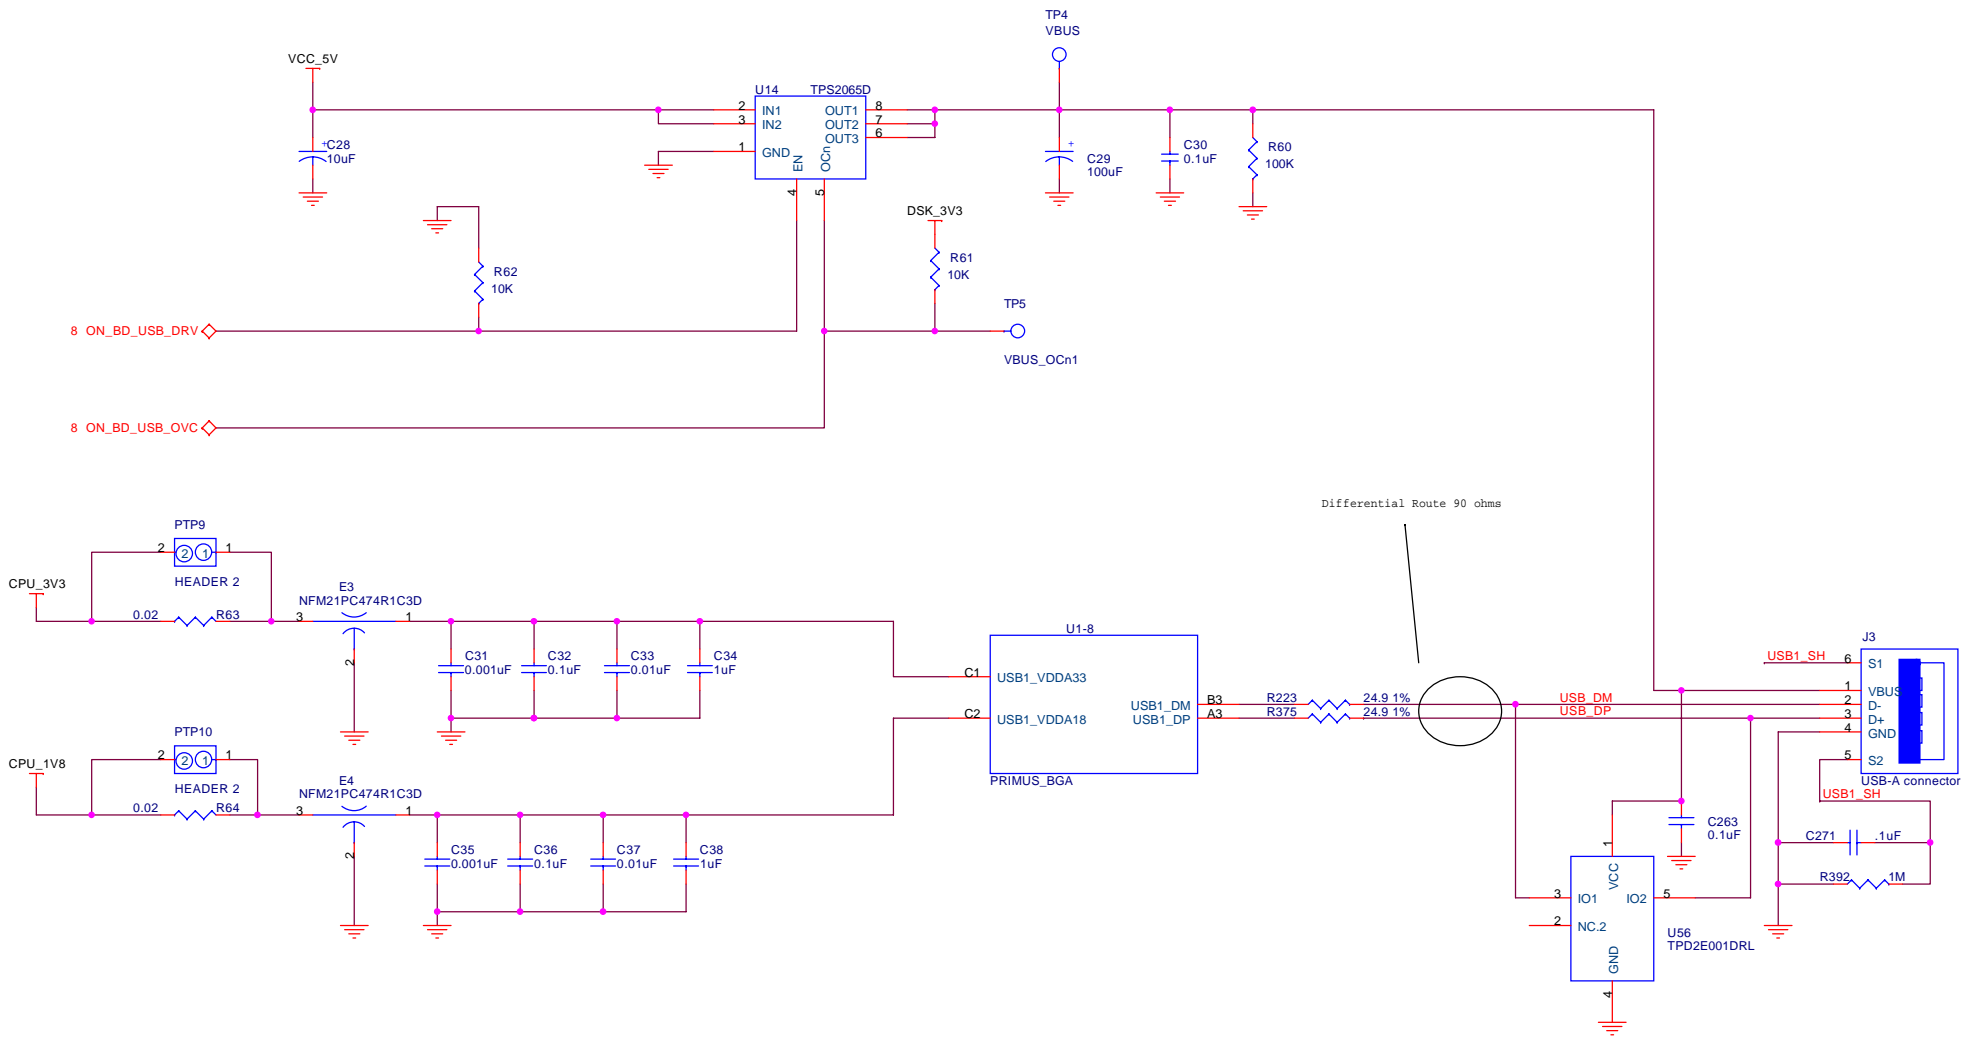 TP4
VBUS
VCC_5V
U14 TPS2065D
2 IN1 OUT1 8
3 IN2 OUT2 7
OUT3 6
1 GND
EN
OCn
4
5
+ C28
10uF
+
C29
100uF
C30
0.1uF
R60
100K
DSK_3V3
R62
10K
R61
10K
TP5
8 ON_BD_USB_DRV
VBUS_OCn1
8 ON_BD_USB_OVC
Differential Route 90 ohms
PTP9
2 2 1 1
HEADER 2
CPU_3V3
0.02 R63
E3
NFM21PC474R1C3D
3 1
2
C31
0.001uF
C32
0.1uF
C33
0.01uF
C34
1uF
U1-8
C1 USB1_VDDA33
C2 USB1_VDDA18
USB1_DM B3
USB1_DP A3
PRIMUS_BGA
R223 24.9 1%
R375 24.9 1%
USB_DM
USB_DP
J3
USB1_SH 6 S1
1 VBUS
2 D-
3 D+
4 GND
5 S2
USB-A connector
USB1_SH
PTP10
2 2 1 1
HEADER 2
CPU_1V8
0.02 R64
E4
NFM21PC474R1C3D
3 1
2
C35
0.001uF
C36
0.1uF
C37
0.01uF
C38
1uF
C263
0.1uF
C271 .1uF
R392 1M
1
VCC
3 IO1 IO2 5
2 NC.2
GND
4
U56
TPD2E001DRL